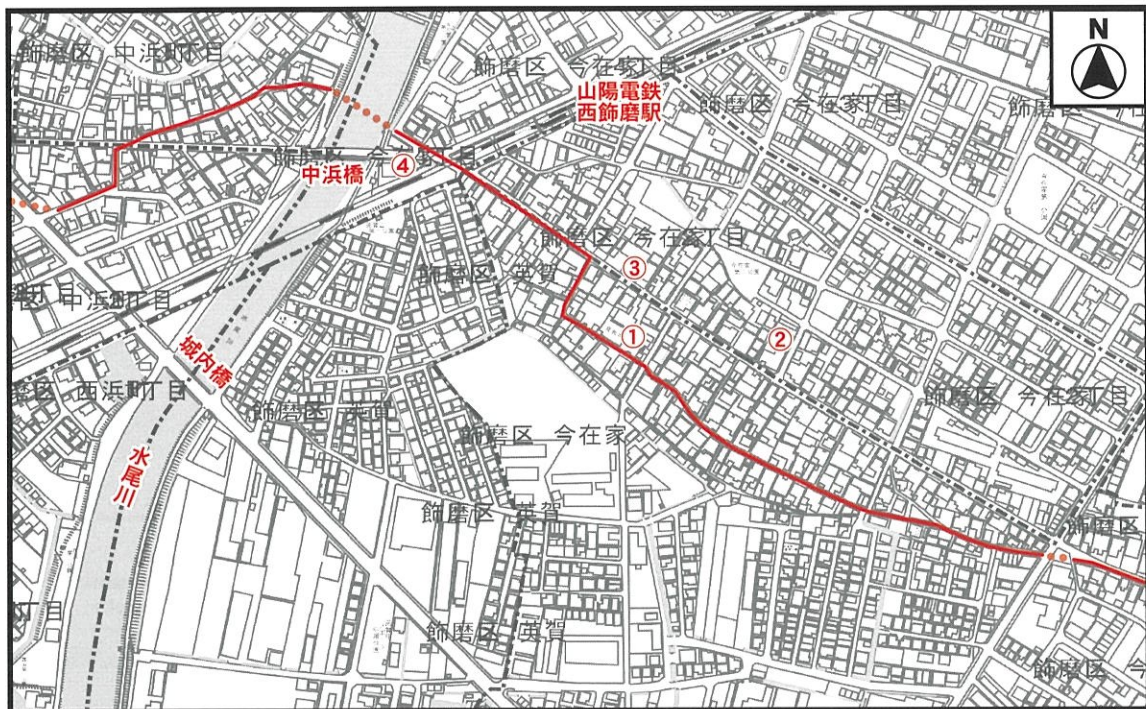 N
飾磨区 中浜町丁目
飾磨区 今在家丁目
山陽電鉄
西飾磨駅
飾磨区 今在家丁目
飾磨区
飾磨区 今在家丁目
中浜橋
④
飾磨区 今在家丁目
③
飾磨区 英賀
①
②
中浜町丁目
城内橋
西浜町丁目
飾磨区 英賀
飾磨区 今在家丁目
飾磨区 今在家
水尾川
飾磨区 英賀
飾磨区
丁目
飾磨区 英賀
飾磨区